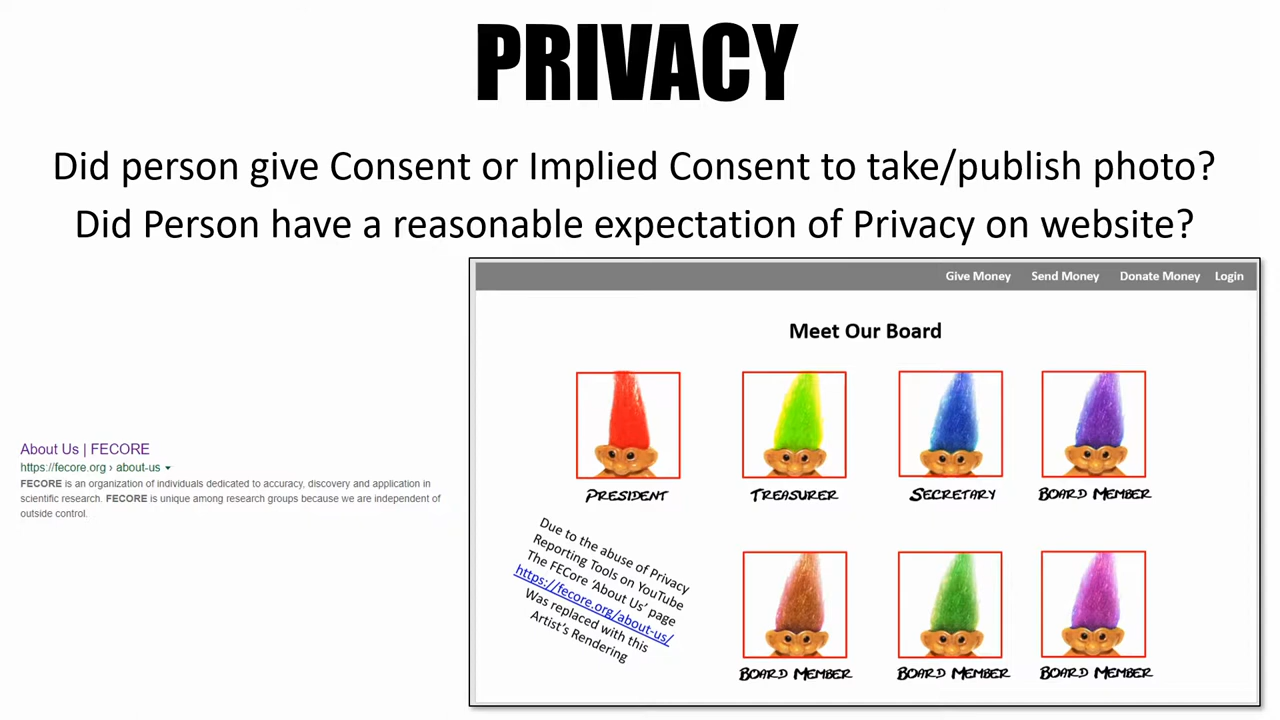 PRIVACY
Did person give Consent or Implied Consent to take/publish photo?
Did Person have a reasonable expectation of Privacy on website?
About Us | FECORE
https://fecore.org › about-us
FECORE is an organization of individuals dedicated to accuracy, discovery and application in
scientific research. FECORE is unique among research groups because we are independent of
outside control.
Give Money Send Money Donate Money Login
Meet Our Board
PRESIDENT TREASURER SECRETARY BOARD MEMBER
Due to the abuse of Privacy
Reporting Tools on YouTube
The FECore ‘About Us’ page
https://fecore.org/about-us/
Was replaced with this
Artist’s Rendering
BOARD MEMBER BOARD MEMBER BOARD MEMBER